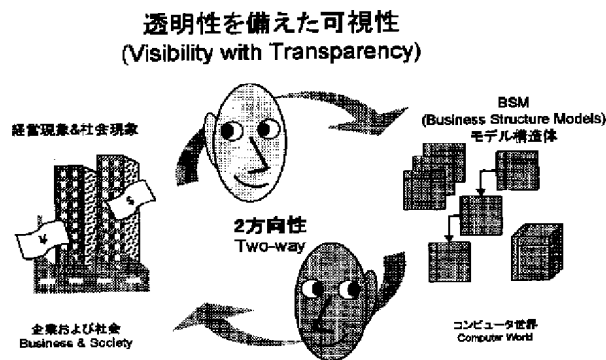 透明性を備えた可視性
(Visibility with Transparency)
経営現象&社会現象
BSM
(Business Structure Models)
モデル構造体
$
¥
2方向性
Two-way
企業および社会
Business & Society
コンピュータ世界
Computer World